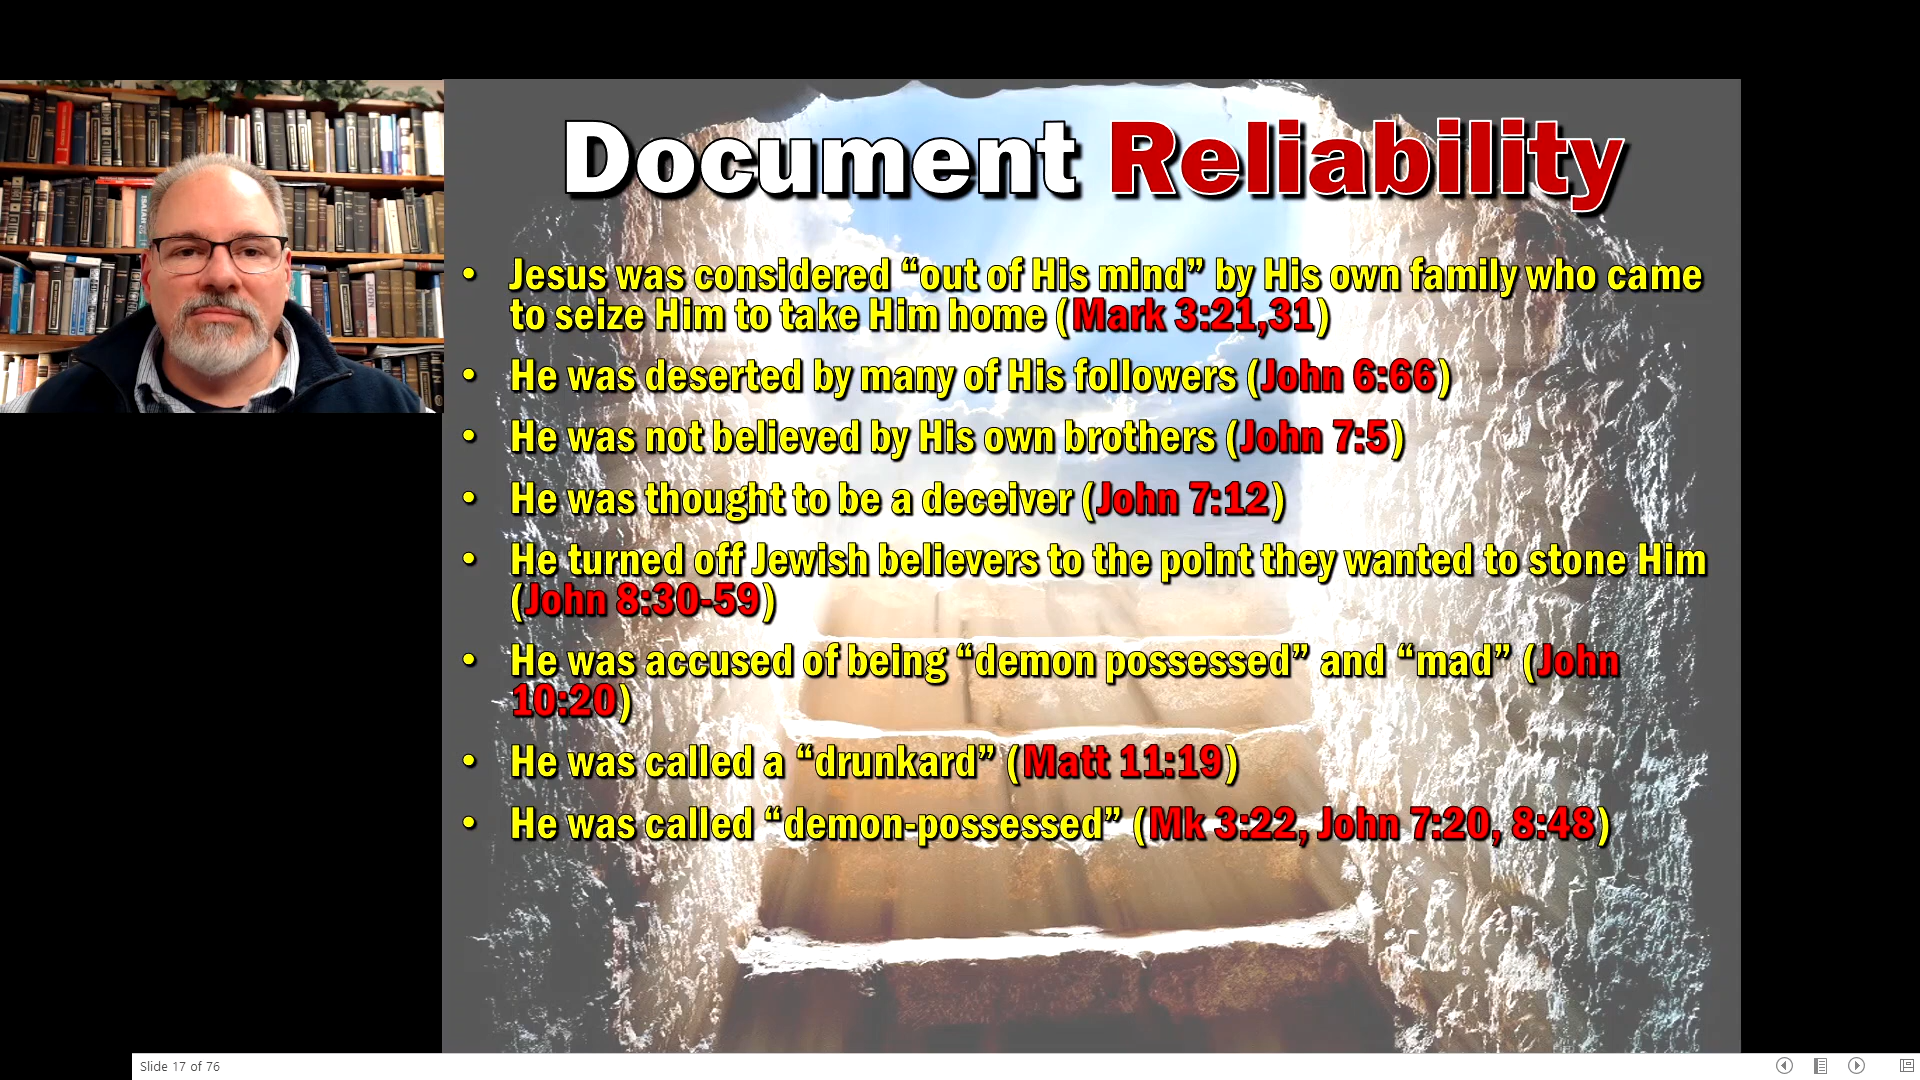 Document Reliability
• Jesus was considered “out of His mind” by His own family who came
to seize Him to take Him home (Mark 3:21,31)
• He was deserted by many of His followers (John 6:66)
• He was not believed by His own brothers (John 7:5)
• He was thought to be a deceiver (John 7:12)
• He turned off Jewish believers to the point they wanted to stone Him
(John 8:30-59)
• He was accused of being “demon possessed” and “mad” (John
10:20)
• He was called a “drunkard” (Matt 11:19)
• He was called “demon-possessed” (Mk 3:22, John 7:20, 8:48)
ISAIAH
JOHN
Slide 17 of 76